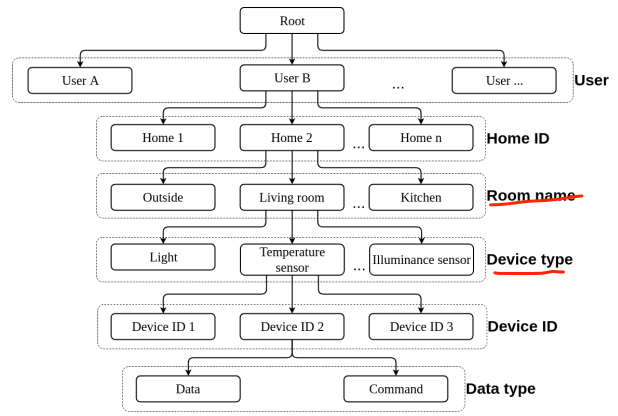 Root
User A
User B
...
User ...
User
Home 1
Home 2
...
Home n
Home ID
Outside
Living room
...
Kitchen
Room name
Light
Temperature
sensor
...
Illuminance sensor
Device type
Device ID 1
Device ID 2
Device ID 3
Device ID
Data
Command
Data type